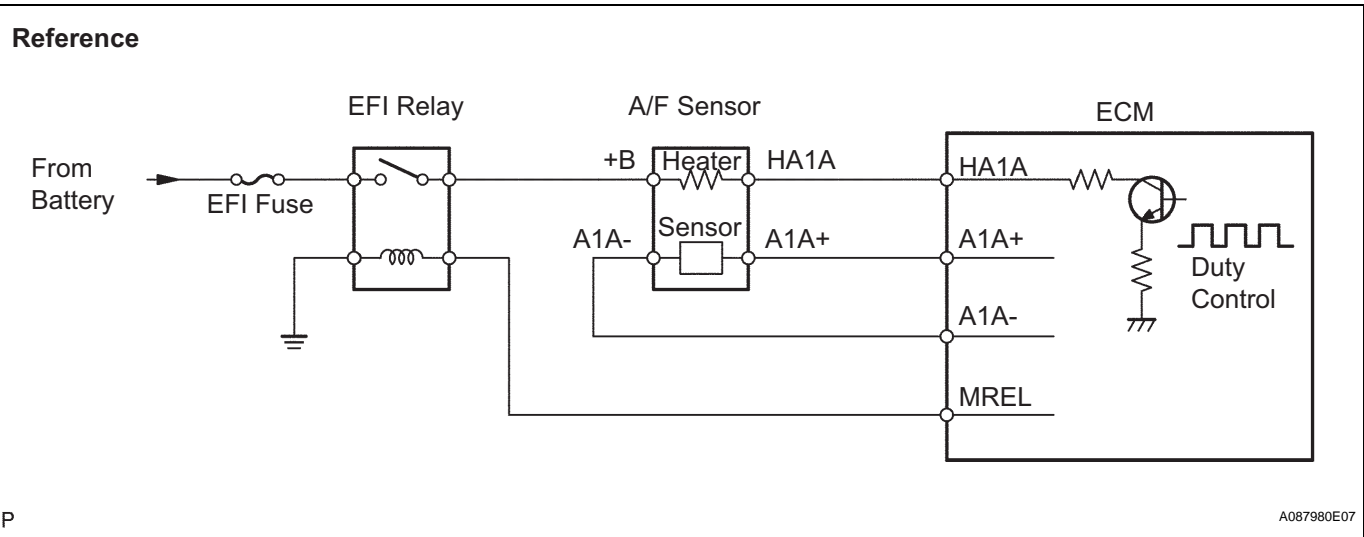 Reference
EFI Relay
A/F Sensor
ECM
From
Battery
EFI Fuse
+B
Heater
HA1A
HA1A
Sensor
A1A-
A1A+
A1A+
Duty
Control
A1A-
MREL
P
A087980E07